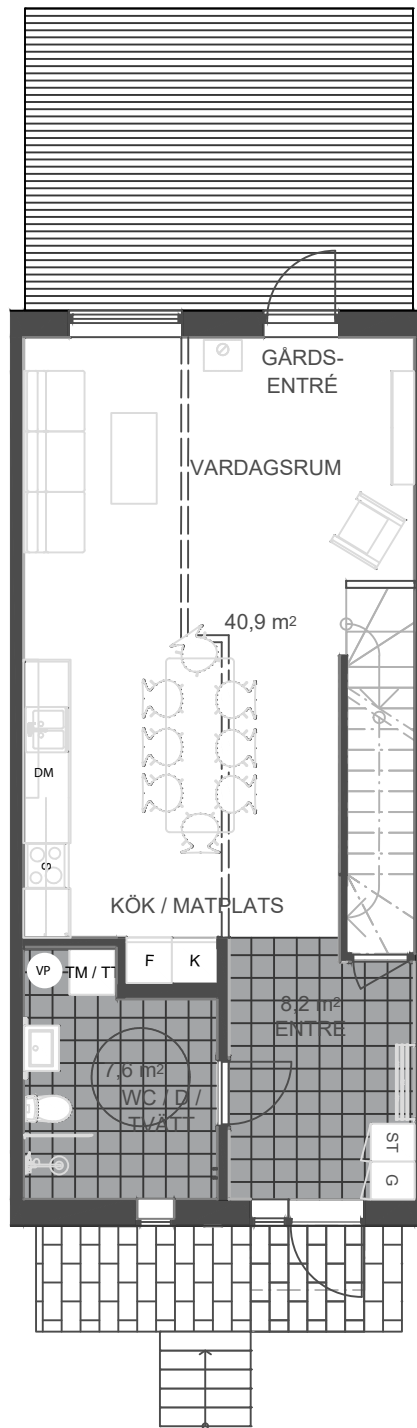 GÅRDS-
ENTRÉ
VARDAGSRUM
40,9 m²
DM
S
KÖK / MATPLATS
F
K
VP
TM / TT
8,2 m²
ENTRÉ
7,6 m²
WC / D /
TVÄTT
ST
G